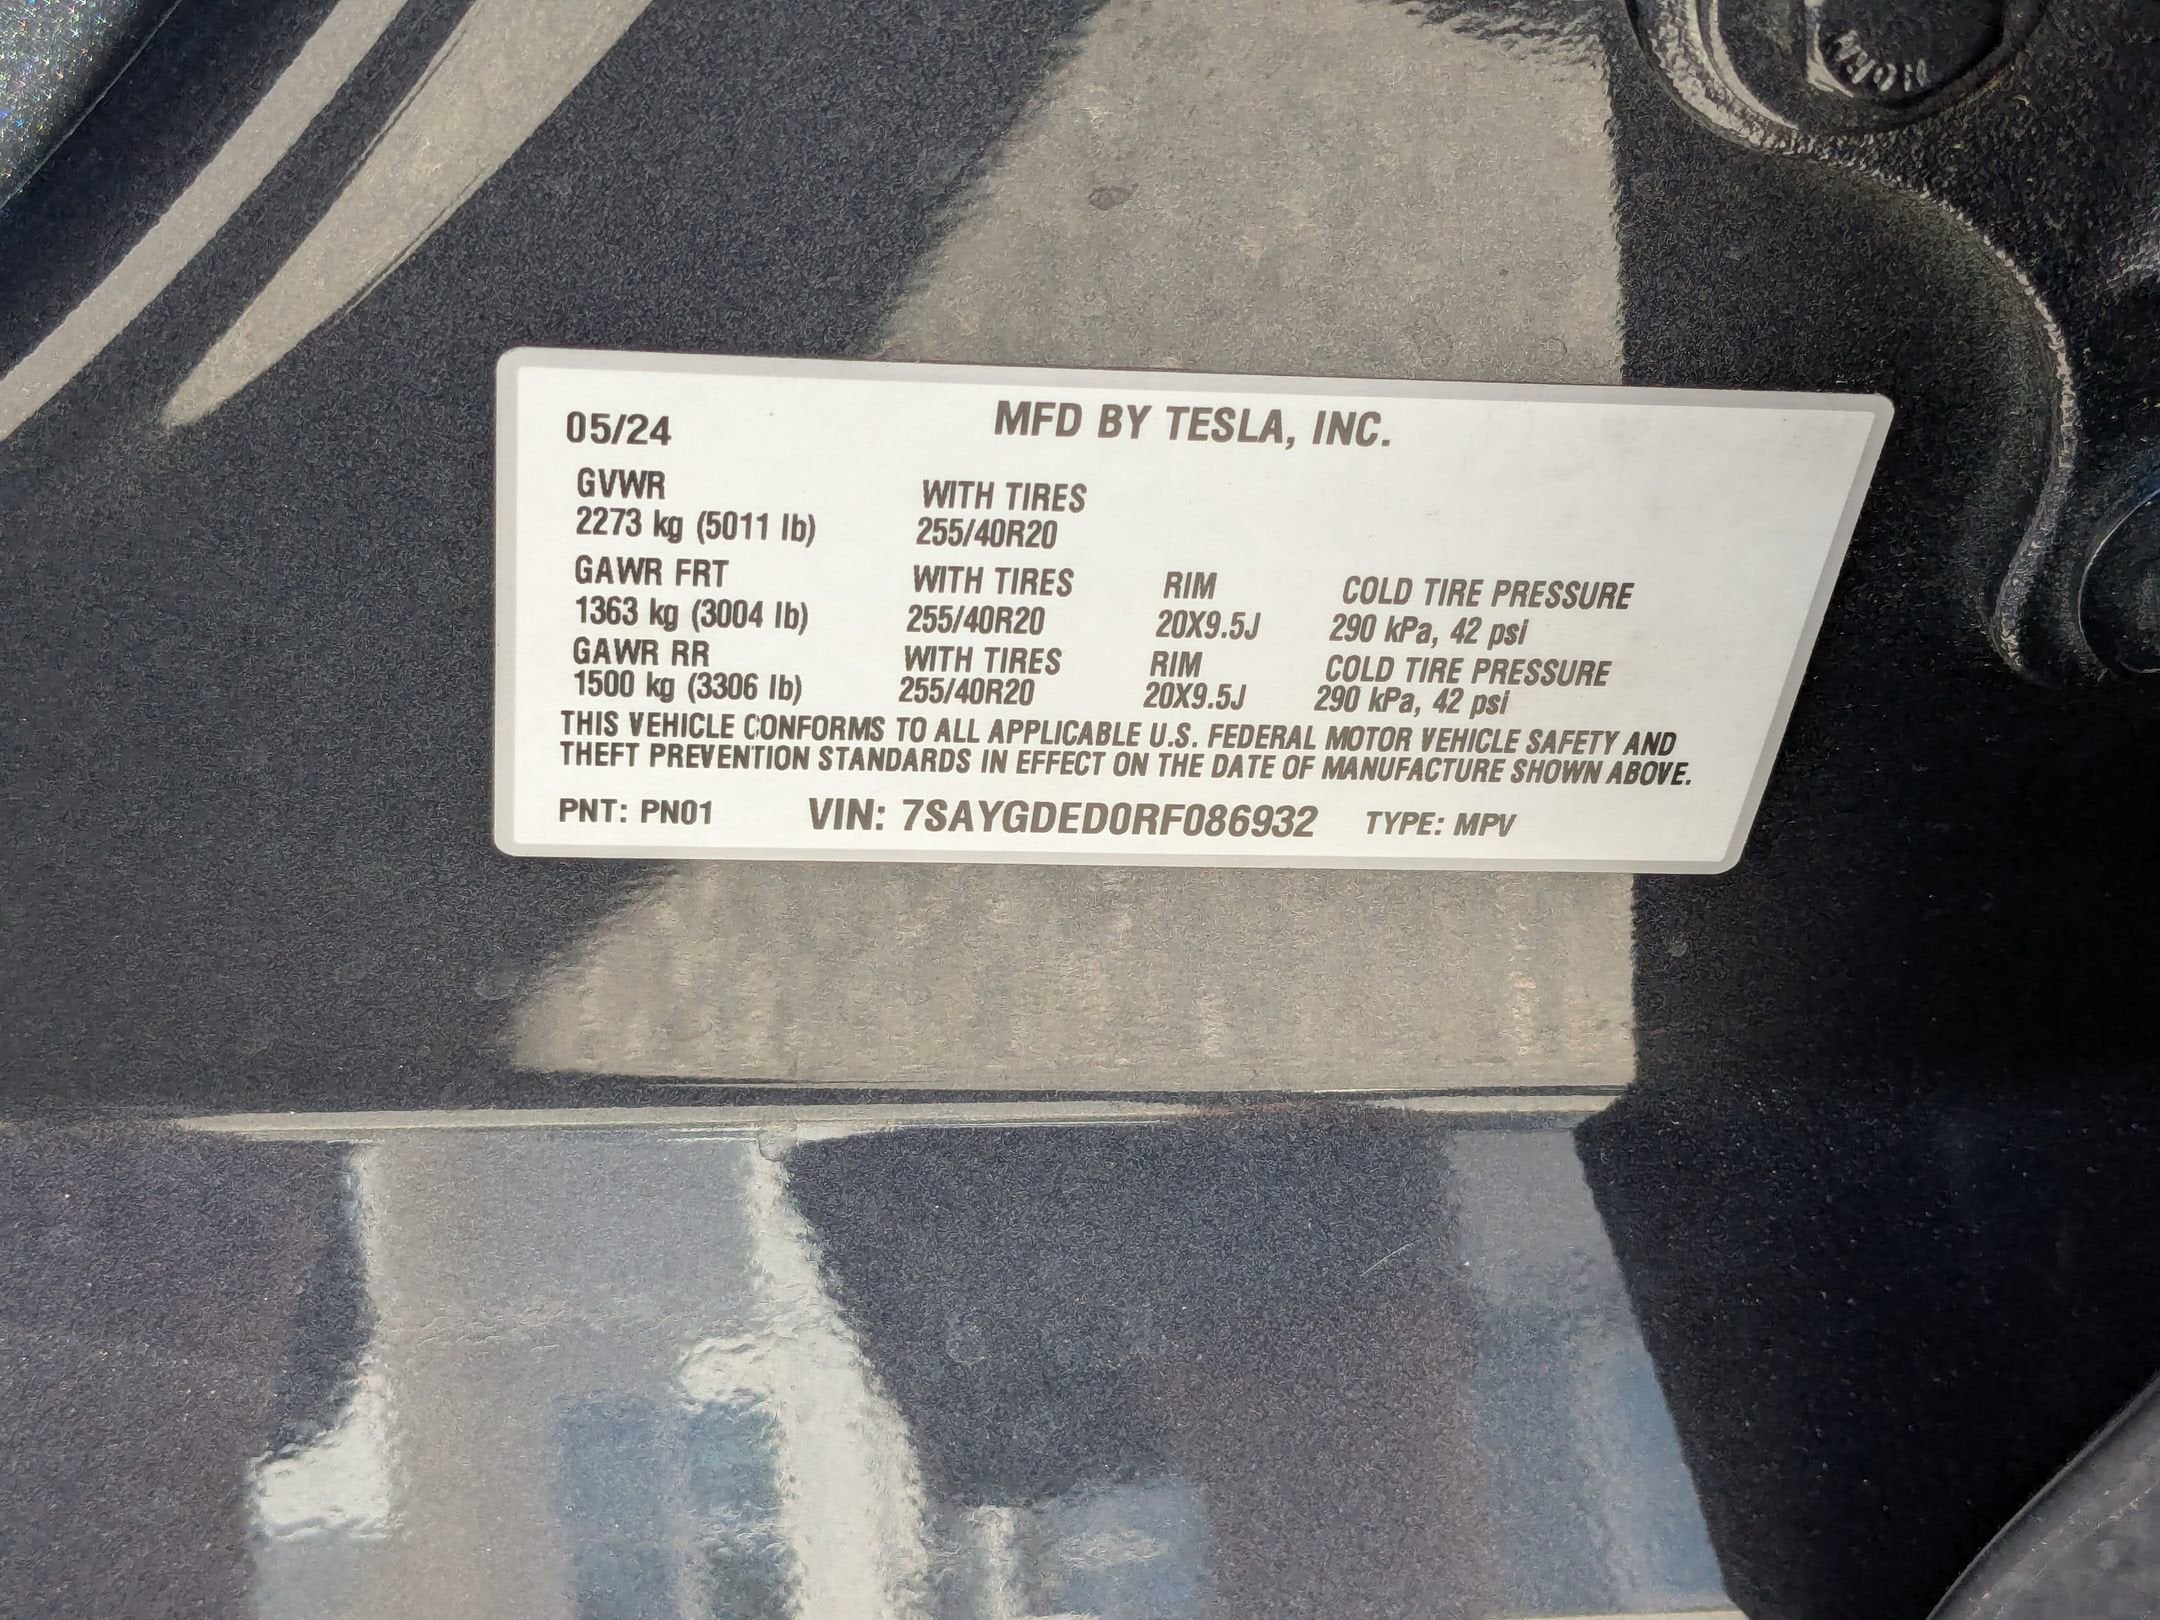 05/24 MFD BY TESLA, INC.
GVWR WITH TIRES
2273 kg (5011 lb) 255/40R20
GAWR FRT WITH TIRES RIM COLD TIRE PRESSURE
1363 kg (3004 lb) 255/40R20 20X9.5J 290 kPa, 42 psi
GAWR RR WITH TIRES RIM COLD TIRE PRESSURE
1500 kg (3306 lb) 255/40R20 20X9.5J 290 kPa, 42 psi
THIS VEHICLE CONFORMS TO ALL APPLICABLE U.S. FEDERAL MOTOR VEHICLE SAFETY AND
THEFT PREVENTION STANDARDS IN EFFECT ON THE DATE OF MANUFACTURE SHOWN ABOVE.
PNT: PN01 VIN: 7SAYGDED0RF086932 TYPE: MPV